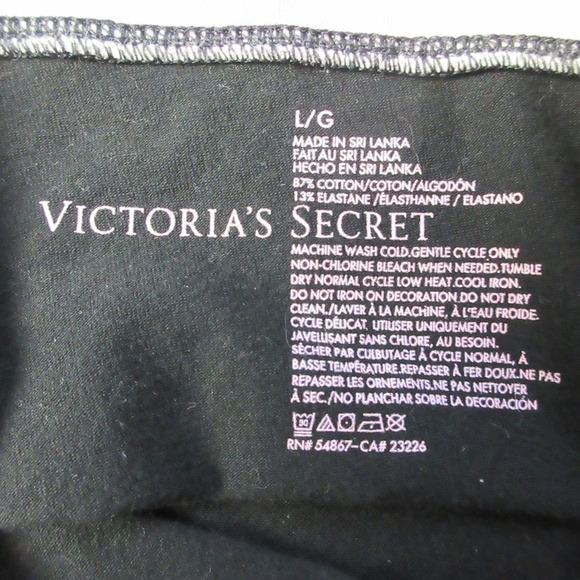 L/G
MADE IN SRI LANKA
FAIT AU SRI LANKA
HECHO EN SRI LANKA
87% COTTON/COTON/ALGODÓN
13% ELASTANE/ÉLASTHANNE/ELASTANO
VICTORIA'S SECRET
MACHINE WASH COLD.GENTLE CYCLE ONLY
NON-CHLORINE BLEACH WHEN NEEDED.TUMBLE
DRY NORMAL CYCLE LOW HEAT.COOL IRON.
DO NOT IRON ON DECORATION.DO NOT DRY
CLEAN./LAVER À LA MACHINE, À L'EAU FROIDE.
CYCLE DÉLICAT. UTILISER UNIQUEMENT DU
JAVELLISANT SANS CHLORE, AU BESOIN.
SÉCHER PAR CULBUTAGE À CYCLE NORMAL, À
BASSE TEMPÉRATURE.REPASSER À FER DOUX.NE PAS
REPASSER LES ORNEMENTS.NE PAS NETTOYER
À SEC./NO PLANCHAR SOBRE LA DECORACIÓN
RN# 54867-CA# 23226